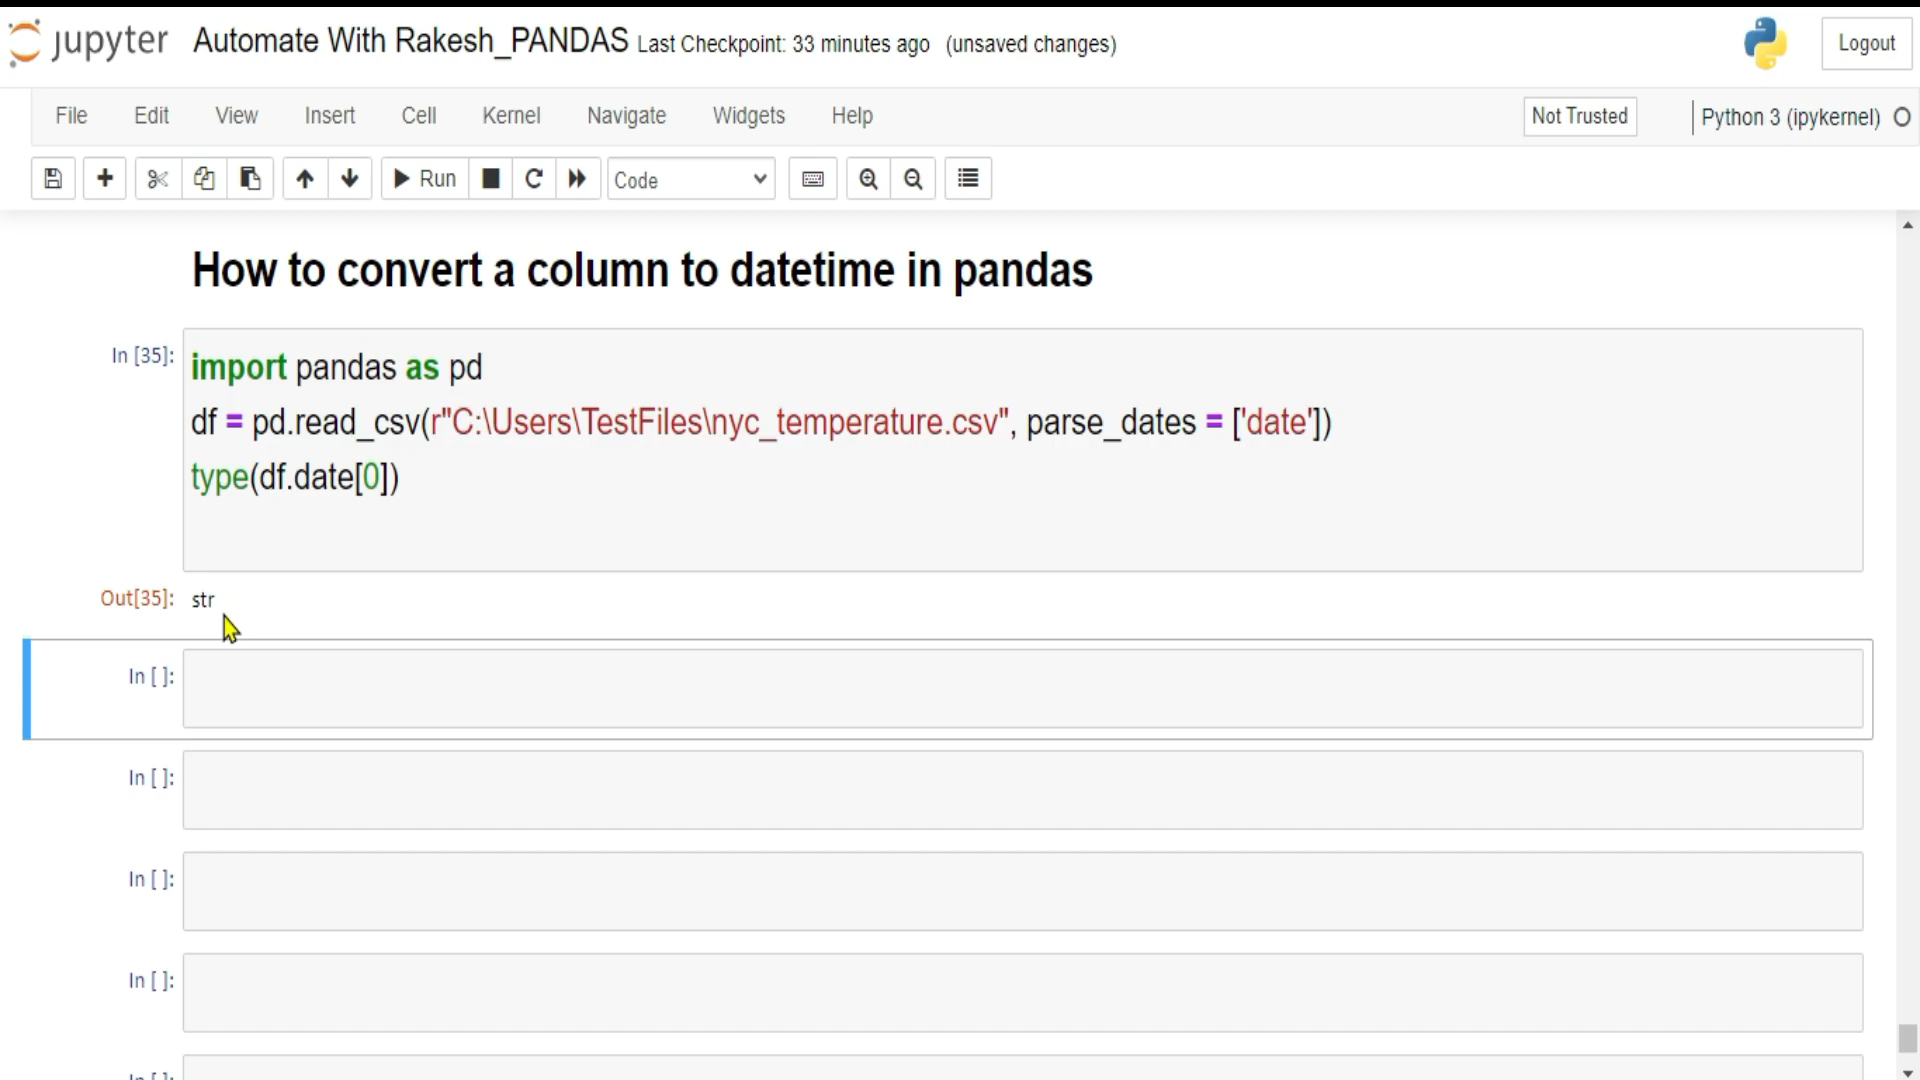 jupyter Automate With Rakesh_PANDAS Last Checkpoint: 33 minutes ago (unsaved changes) Logout
File Edit View Insert Cell Kernel Navigate Widgets Help Not Trusted Python 3 (ipykernel)
Run Code
How to convert a column to datetime in pandas
In [35]: import pandas as pd
df = pd.read_csv(r"C:\Users\TestFiles\nyc_temperature.csv", parse_dates = ['date'])
type(df.date[0])
Out[35]: str
In [ ]:
In [ ]:
In [ ]:
In [ ]:
In [ ]: